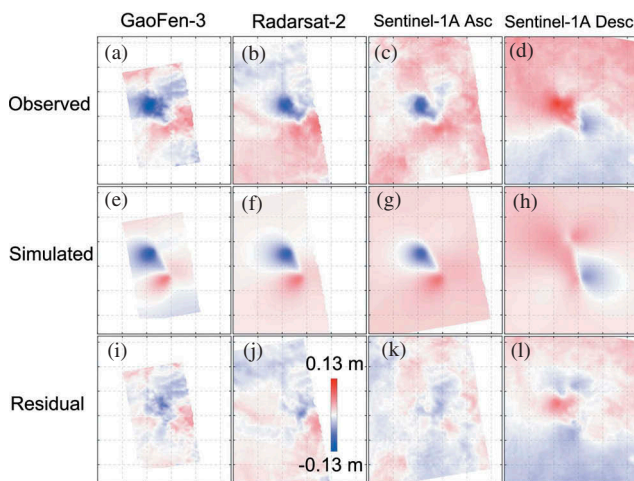 GaoFen-3 Radarsat-2 Sentinel-1A Asc Sentinel-1A Desc
(a) (b) (c) (d)
Observed
(e) (f) (g) (h)
Simulated
(i) (j) (k) (l)
0.13 m
Residual
-0.13 m